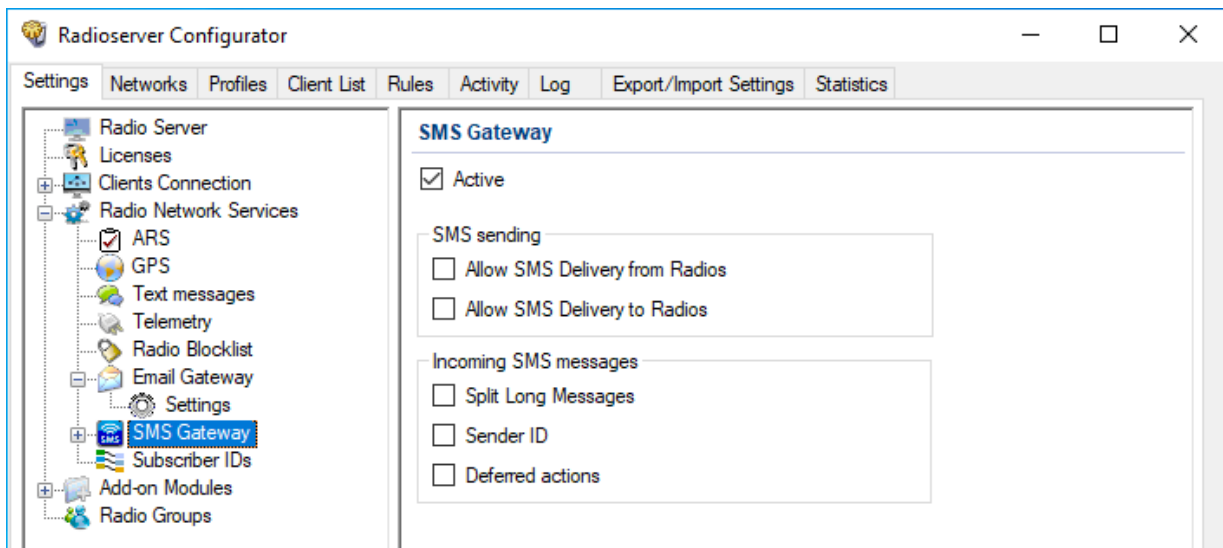 Radioserver Configurator
Settings Networks Profiles Client List Rules Activity Log Export/Import Settings Statistics
Radio Server
Licenses
Clients Connection
Radio Network Services
ARS
GPS
Text messages
Telemetry
Radio Blocklist
Email Gateway
Settings
SMS
SMS Gateway
Subscriber IDs
Add-on Modules
Radio Groups
SMS Gateway
Active
SMS sending
Allow SMS Delivery from Radios
Allow SMS Delivery to Radios
Incoming SMS messages
Split Long Messages
Sender ID
Deferred actions